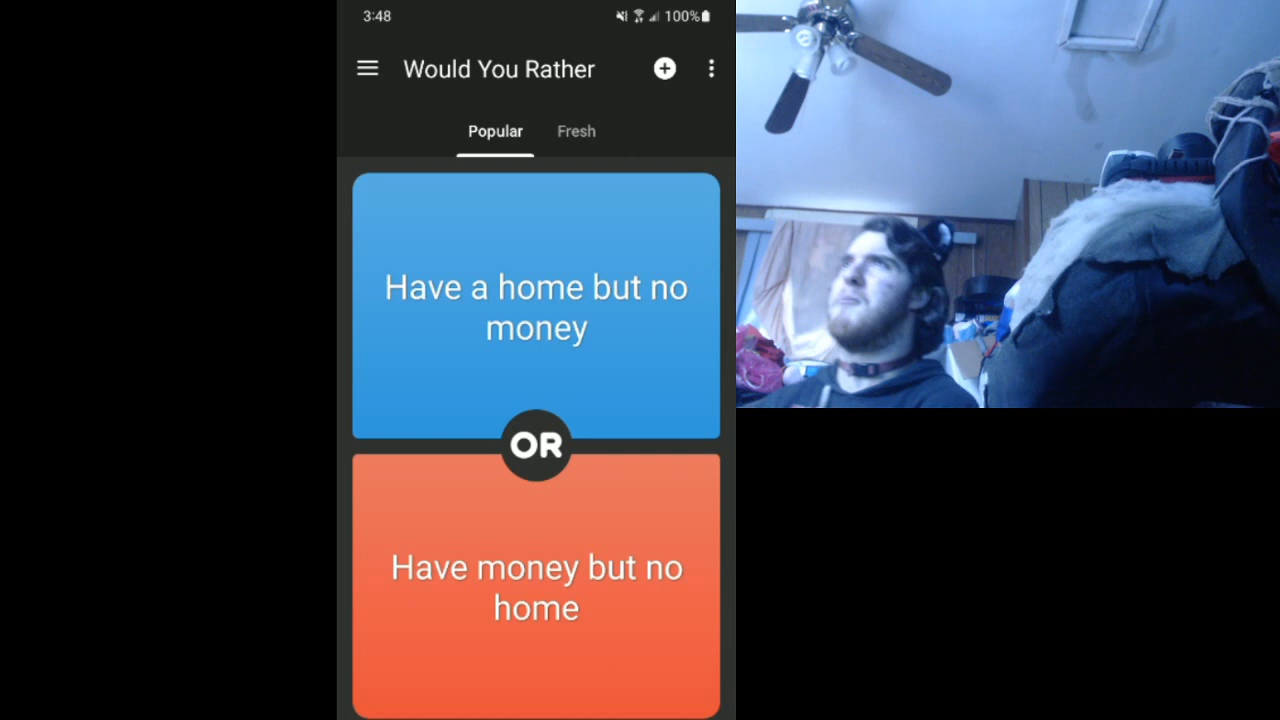 3:48 100%
Would You Rather
Popular Fresh
Have a home but no
money
OR
Have money but no
home